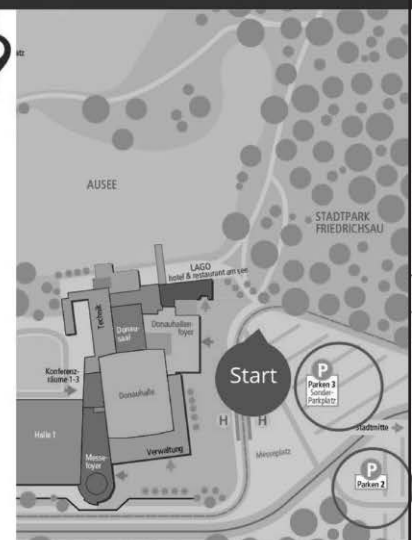 AUSEE
STADTPARK
FRIEDRICHSAU
LAGO
hotel & restaurant am see
Technik
Donau-
saal
Donauhallen-
foyer
Konferenz-
räume 1-3
Donauhalle
Start
P
Parken 3
Sonder-
Parkplatz
H
H
Stadtmitte
Halle 1
Messe-
foyer
Verwaltung
Messeplatz
P
Parken 2